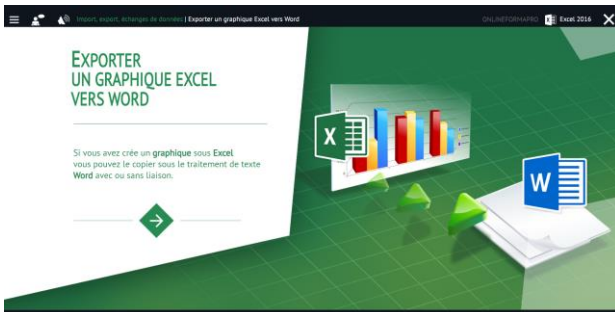 Import, export, échanges de données | Exporter un graphique Excel vers Word
ONLINEFORMAPRO
Excel 2016
EXPORTER
UN GRAPHIQUE EXCEL
VERS WORD
Si vous avez crée un graphique sous Excel
vous pouvez le copier sous le traitement de texte
Word avec ou sans liaison.
X
W